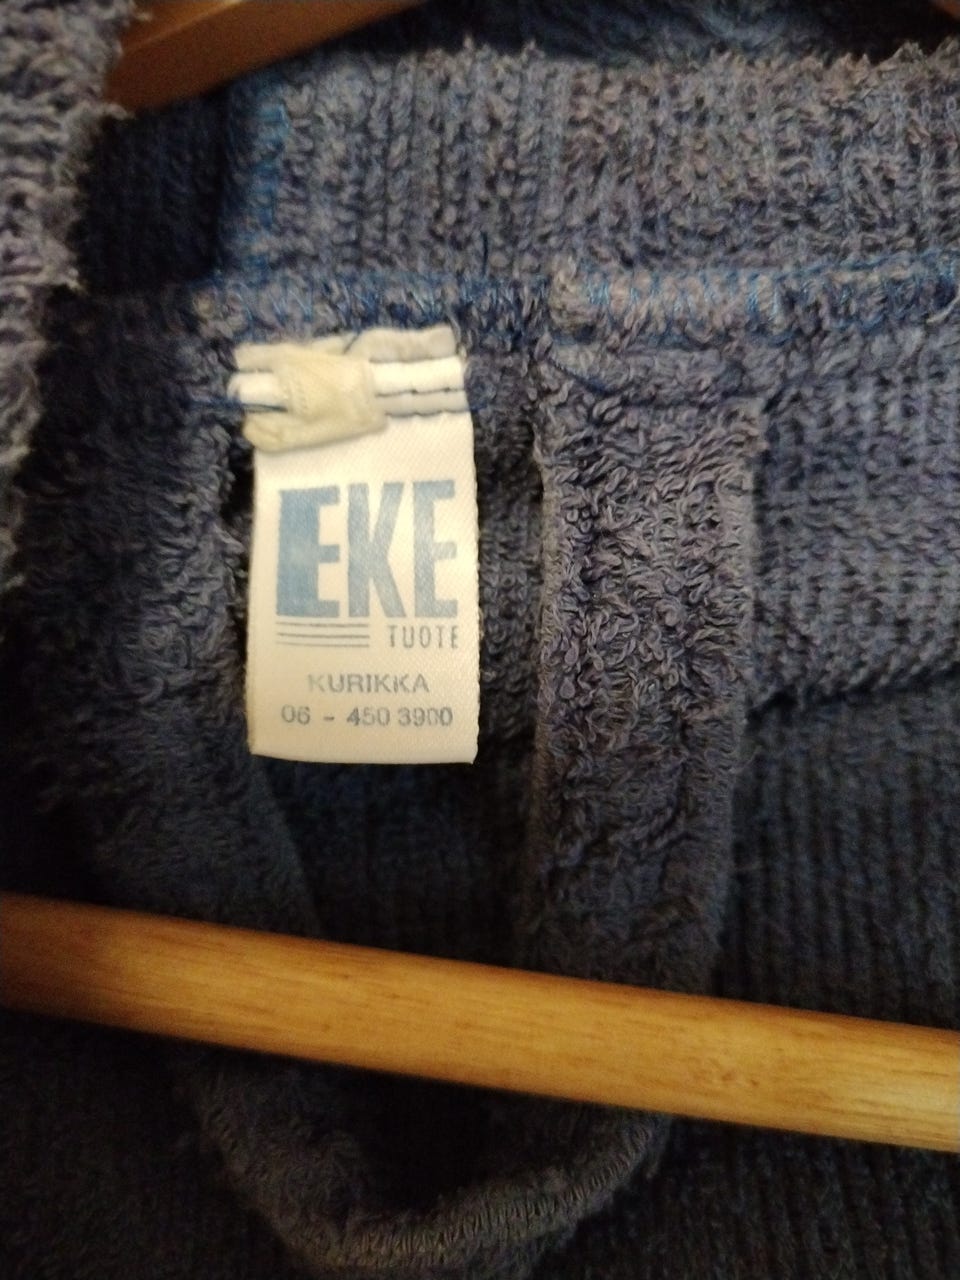 EKE
TUOTE
KURIKKA
06 - 450 3900